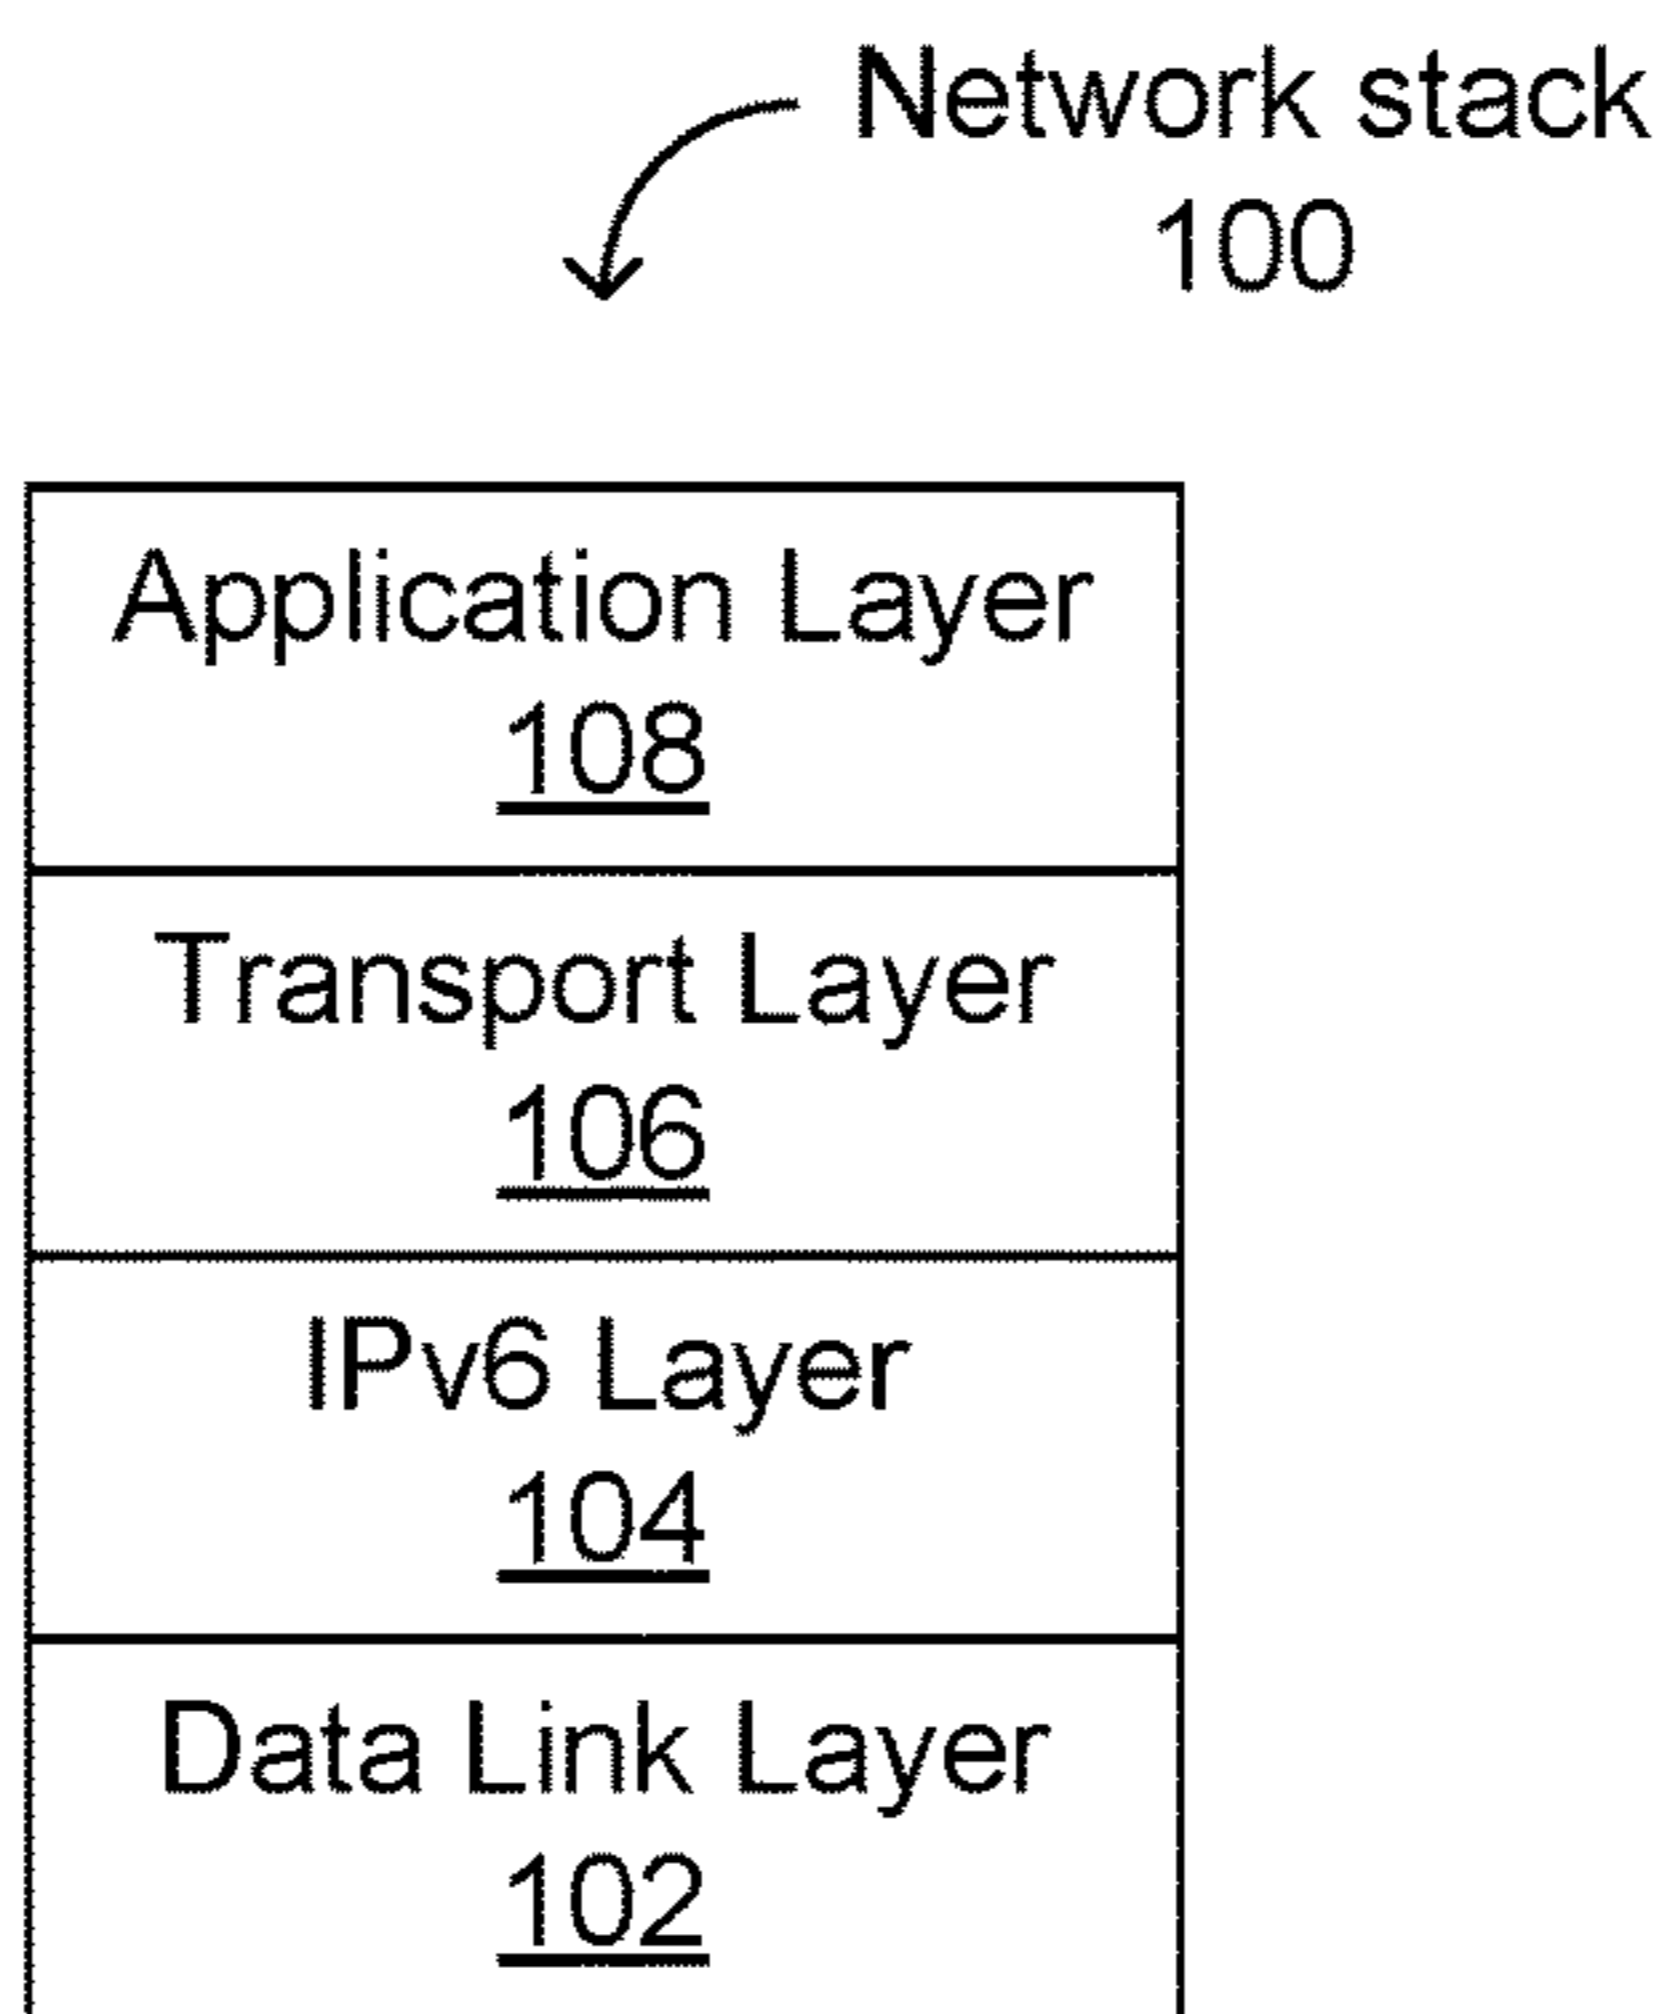 Network stack
100
Application Layer
108
Transport Layer
106
IPv6 Layer
104
Data Link Layer
102